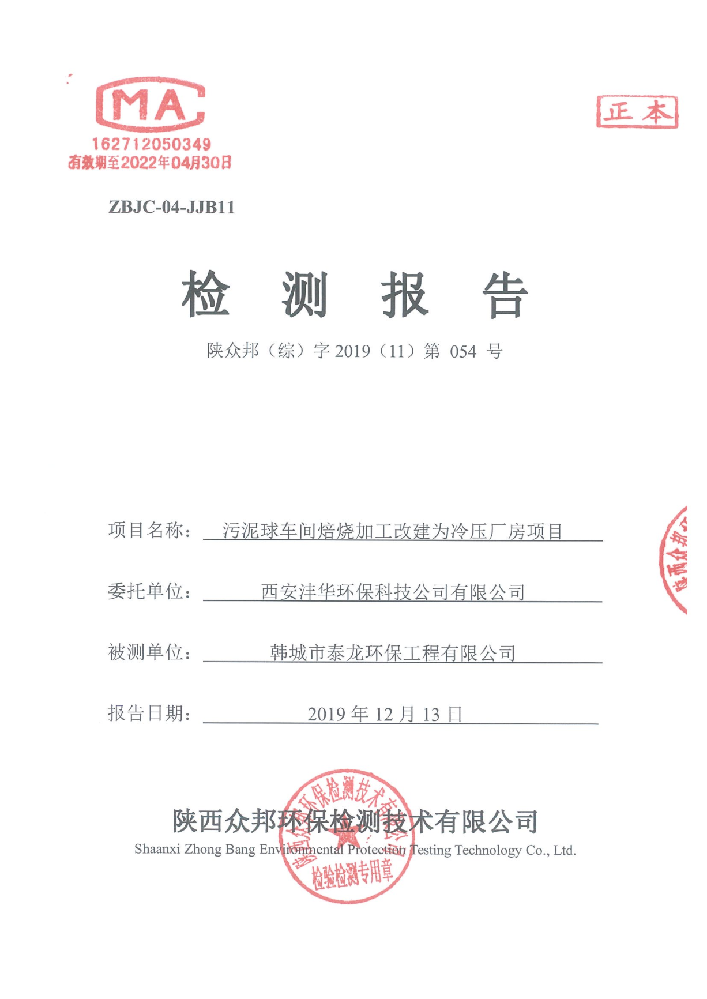 MA
正本
162712050349
有效期至2022年04月30日
ZBJC-04-JJB11
检 测 报 告
陕众邦（综）字 2019（11）第 054 号
项目名称： 污泥球车间焙烧加工改建为冷压厂房项目
委托单位： 西安沣华环保科技公司有限公司
被测单位： 韩城市泰龙环保工程有限公司
报告日期： 2019 年 12 月 13 日
陕西众邦
陕西众邦环保检测技术有限公司
陕西众邦环保检测技术有限公司
Shaanxi Zhong Bang Environmental Protection Testing Technology Co., Ltd.
检验检测专用章